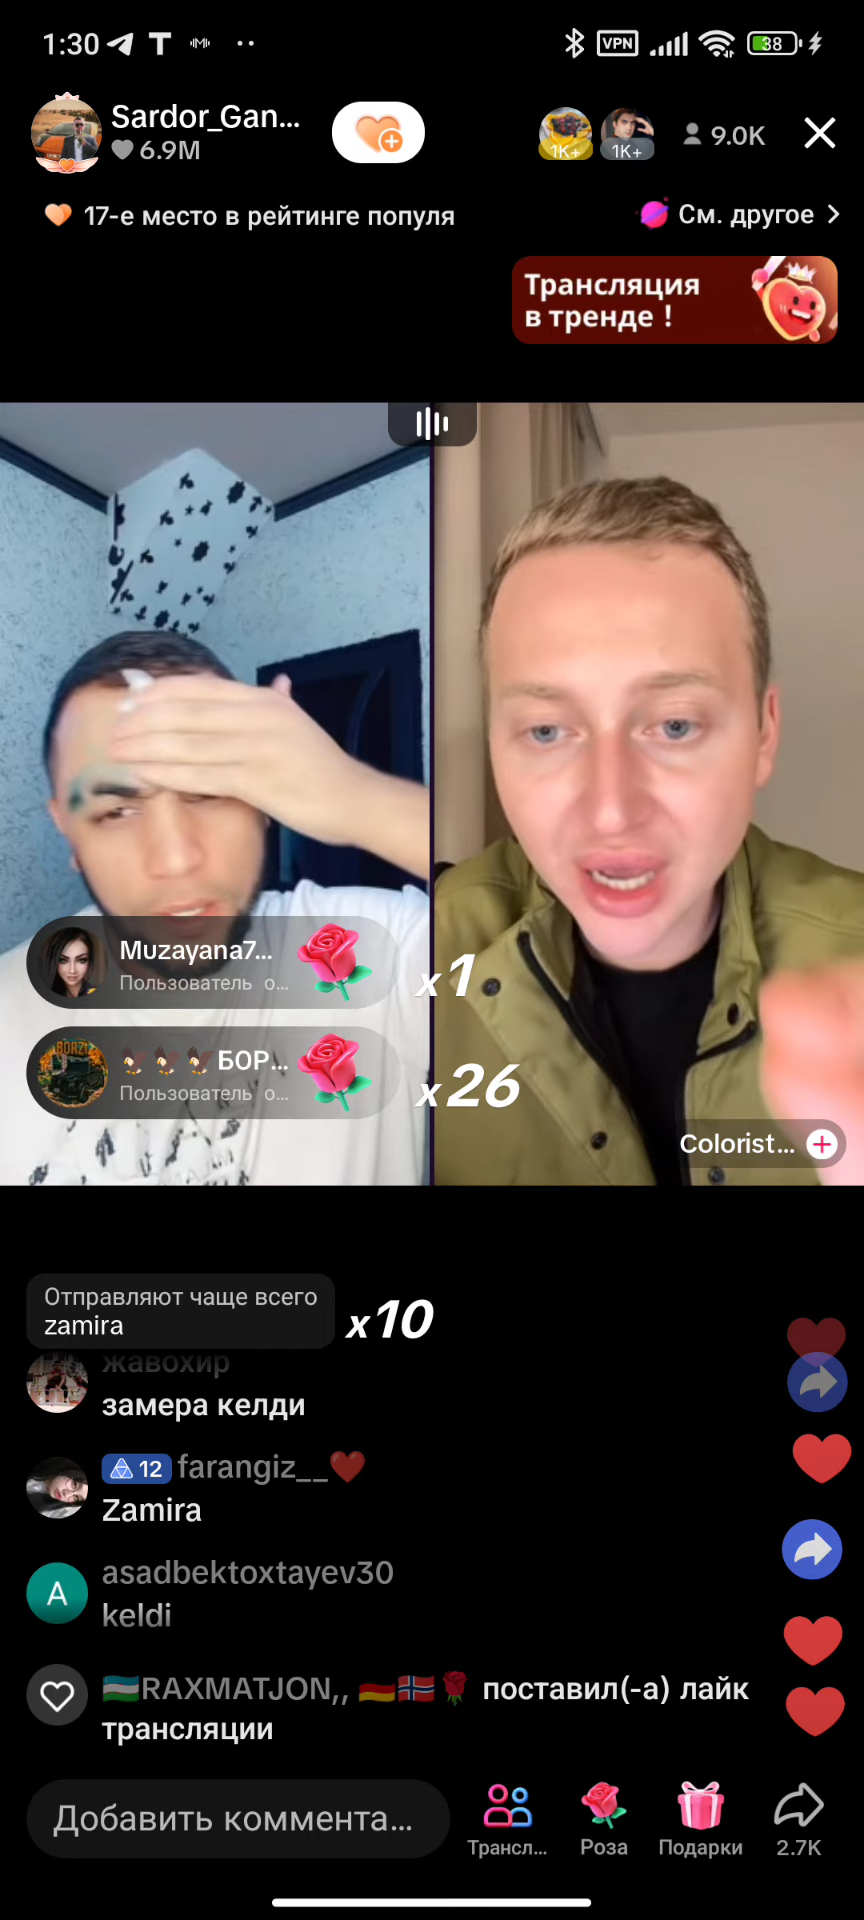 1:30
VPN
38
Sardor_Gan...
6.9M
1K+
1K+
9.0K
17-е место в рейтинге популя
См. другое
Трансляция
в тренде !
Muzayana7...
Пользователь о...
x1
BORZ
БОР...
Пользователь о...
x26
Colorist...
Отправляют чаще всего
zamira
x10
жавохир
замера келди
12 farangiz__❤️
Zamira
A
asadbektoxtayev30
keldi
🇺🇿RAXMATJON,, 🇩🇪🇳🇴🌹 поставил(-а) лайк
трансляции
Добавить коммента...
Трансл...
Роза
Подарки
2.7K